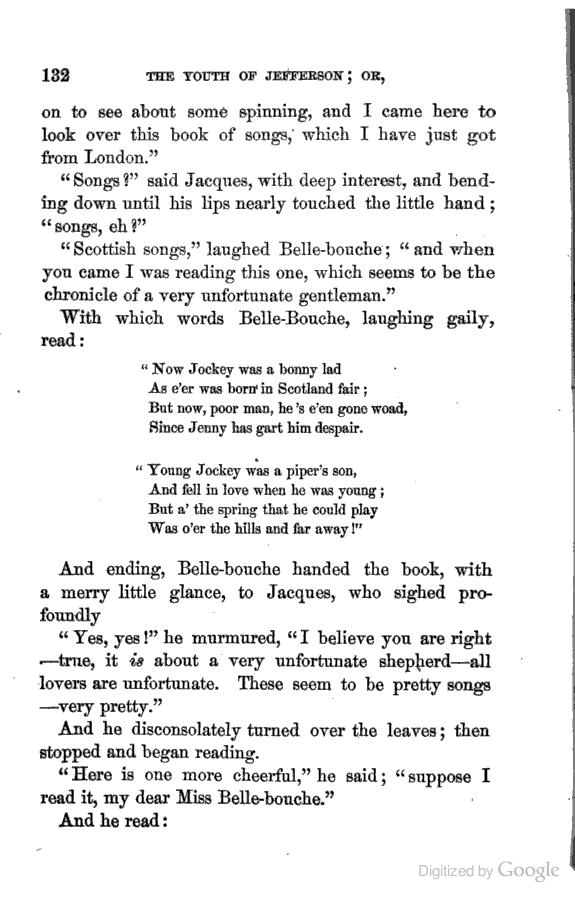 132 THE YOUTH OF JEFFERSON; OR,
on to see about some spinning, and I came here to
look over this book of songs, which I have just got
from London.”
“Songs?” said Jacques, with deep interest, and bend-
ing down until his lips nearly touched the little hand;
“songs, eh?”
“Scottish songs,” laughed Belle-bouche; “and when
you came I was reading this one, which seems to be the
chronicle of a very unfortunate gentleman.”
With which words Belle-Bouche, laughing gaily,
read:
“Now Jockey was a bonny lad
As e’er was born in Scotland fair;
But now, poor man, he’s e’en gone woad,
Since Jenny has gart him despair.
“Young Jockey was a piper’s son,
And fell in love when he was young;
But a’ the spring that he could play
Was o’er the hills and far away!”
And ending, Belle-bouche handed the book, with
a merry little glance, to Jacques, who sighed pro-
foundly
“Yes, yes!” he murmured, “I believe you are right
—true, it is about a very unfortunate shepherd—all
lovers are unfortunate. These seem to be pretty songs
—very pretty.”
And he disconsolately turned over the leaves; then
stopped and began reading.
“Here is one more cheerful,” he said; “suppose I
read it, my dear Miss Belle-bouche.”
And he read:
Digitized by Google